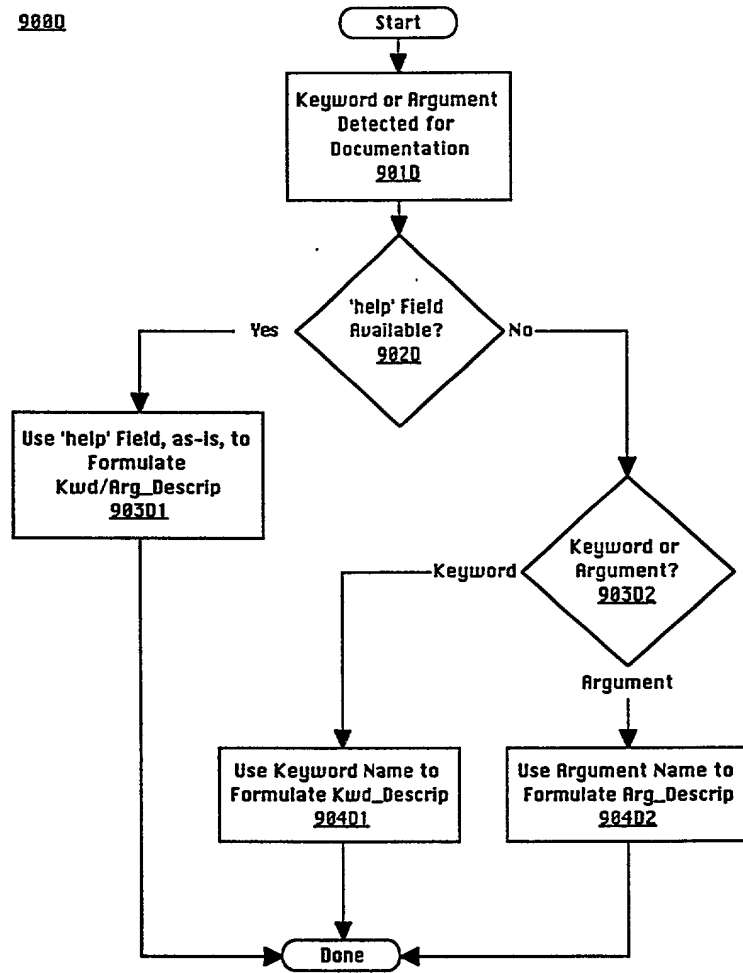 900D
Start
Keyword or Argument
Detected for
Documentation
901D
'help' Field
Available?
902D
Yes
No
Use 'help' Field, as-is, to
Formulate
Kwd/Arg_Descrip
903D1
Keyword or
Argument?
903D2
Keyword
Argument
Use Keyword Name to
Formulate Kwd_Descrip
904D1
Use Argument Name to
Formulate Arg_Descrip
904D2
Done